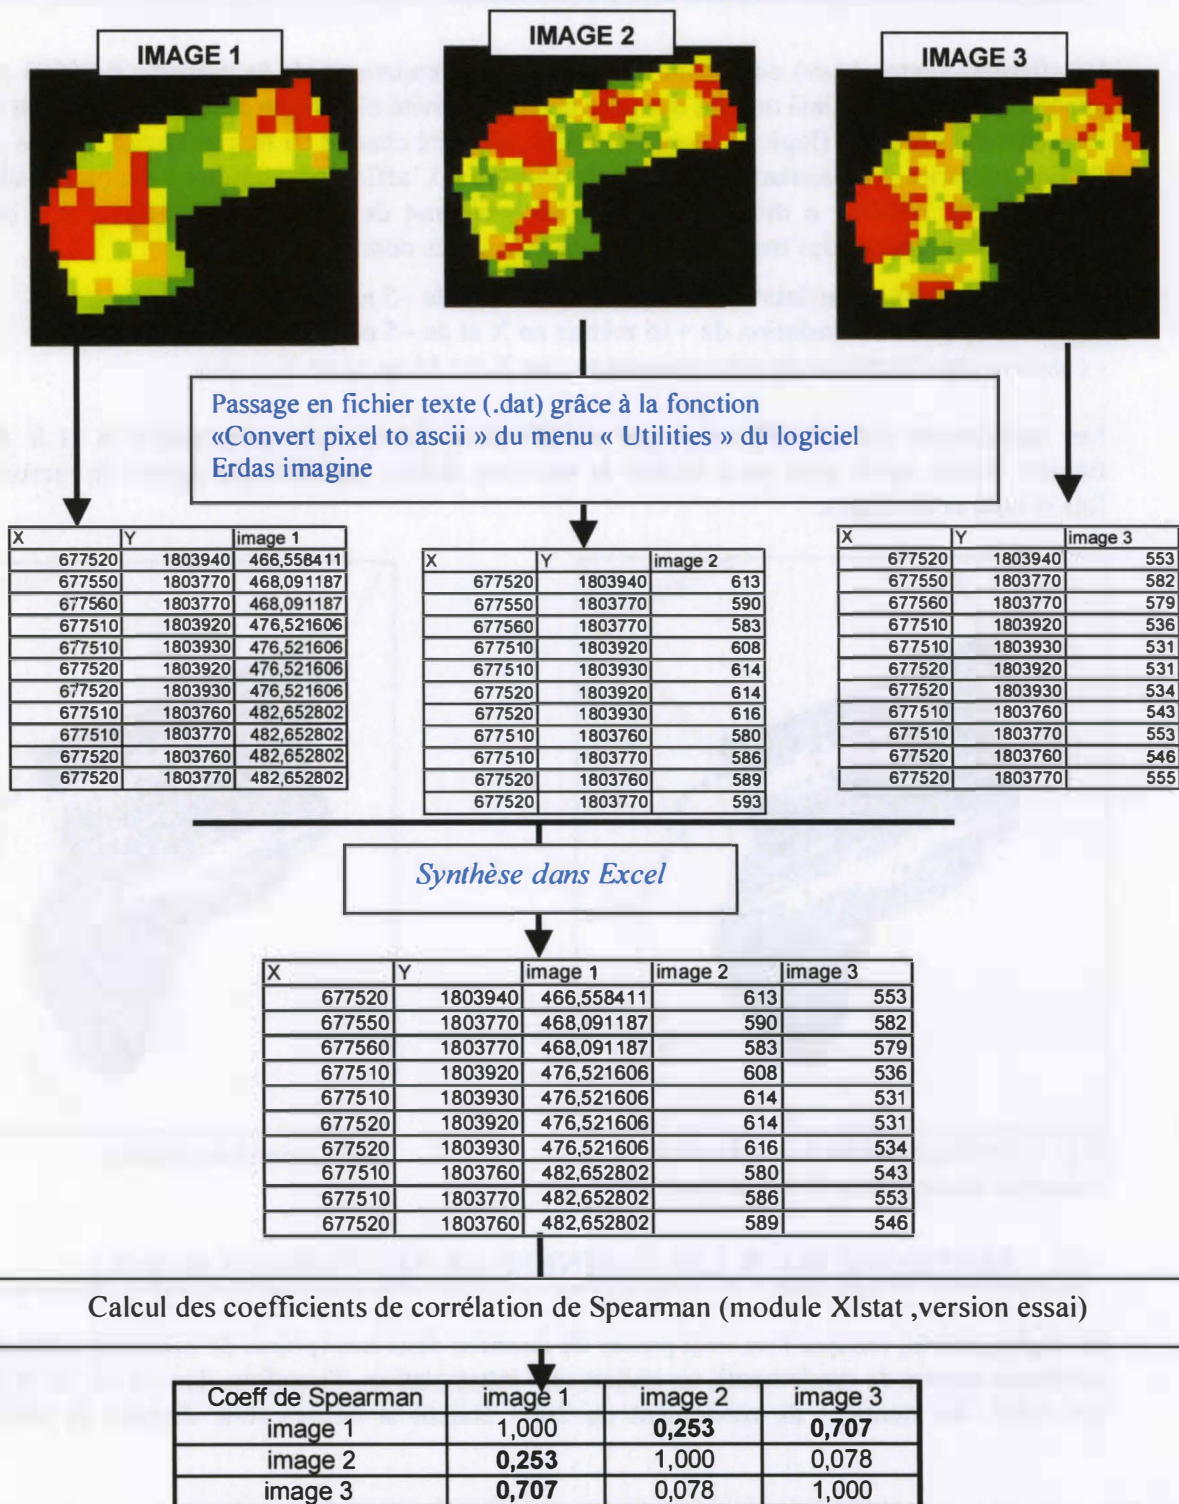 IMAGE 1
IMAGE 2
IMAGE 3
Passage en fichier texte (.dat) grâce à la fonction
«Convert pixel to ascii » du menu « Utilities » du logiciel
Erdas imagine
X Y image 1
677520 1803940 466,558411
677550 1803770 468,091187
677560 1803770 468,091187
677510 1803920 476,521606
677510 1803930 476,521606
677520 1803920 476,521606
677520 1803930 476,521606
677510 1803760 482,652802
677510 1803770 482,652802
677520 1803760 482,652802
677520 1803770 482,652802
X Y image 2
677520 1803940 613
677550 1803770 590
677560 1803770 583
677510 1803920 608
677510 1803930 614
677520 1803920 614
677520 1803930 616
677510 1803760 580
677510 1803770 586
677520 1803760 589
677520 1803770 593
X Y image 3
677520 1803940 553
677550 1803770 582
677560 1803770 579
677510 1803920 536
677510 1803930 531
677520 1803920 531
677520 1803930 534
677510 1803760 543
677510 1803770 553
677520 1803760 546
677520 1803770 555
Synthèse dans Excel
X Y image 1 image 2 image 3
677520 1803940 466,558411 613 553
677550 1803770 468,091187 590 582
677560 1803770 468,091187 583 579
677510 1803920 476,521606 608 536
677510 1803930 476,521606 614 531
677520 1803920 476,521606 614 531
677520 1803930 476,521606 616 534
677510 1803760 482,652802 580 543
677510 1803770 482,652802 586 553
677520 1803760 482,652802 589 546
Calcul des coefficients de corrélation de Spearman (module Xlstat ,version essai)
Coeff de Spearman image 1 image 2 image 3
image 1 1,000 0,253 0,707
image 2 0,253 1,000 0,078
image 3 0,707 0,078 1,000